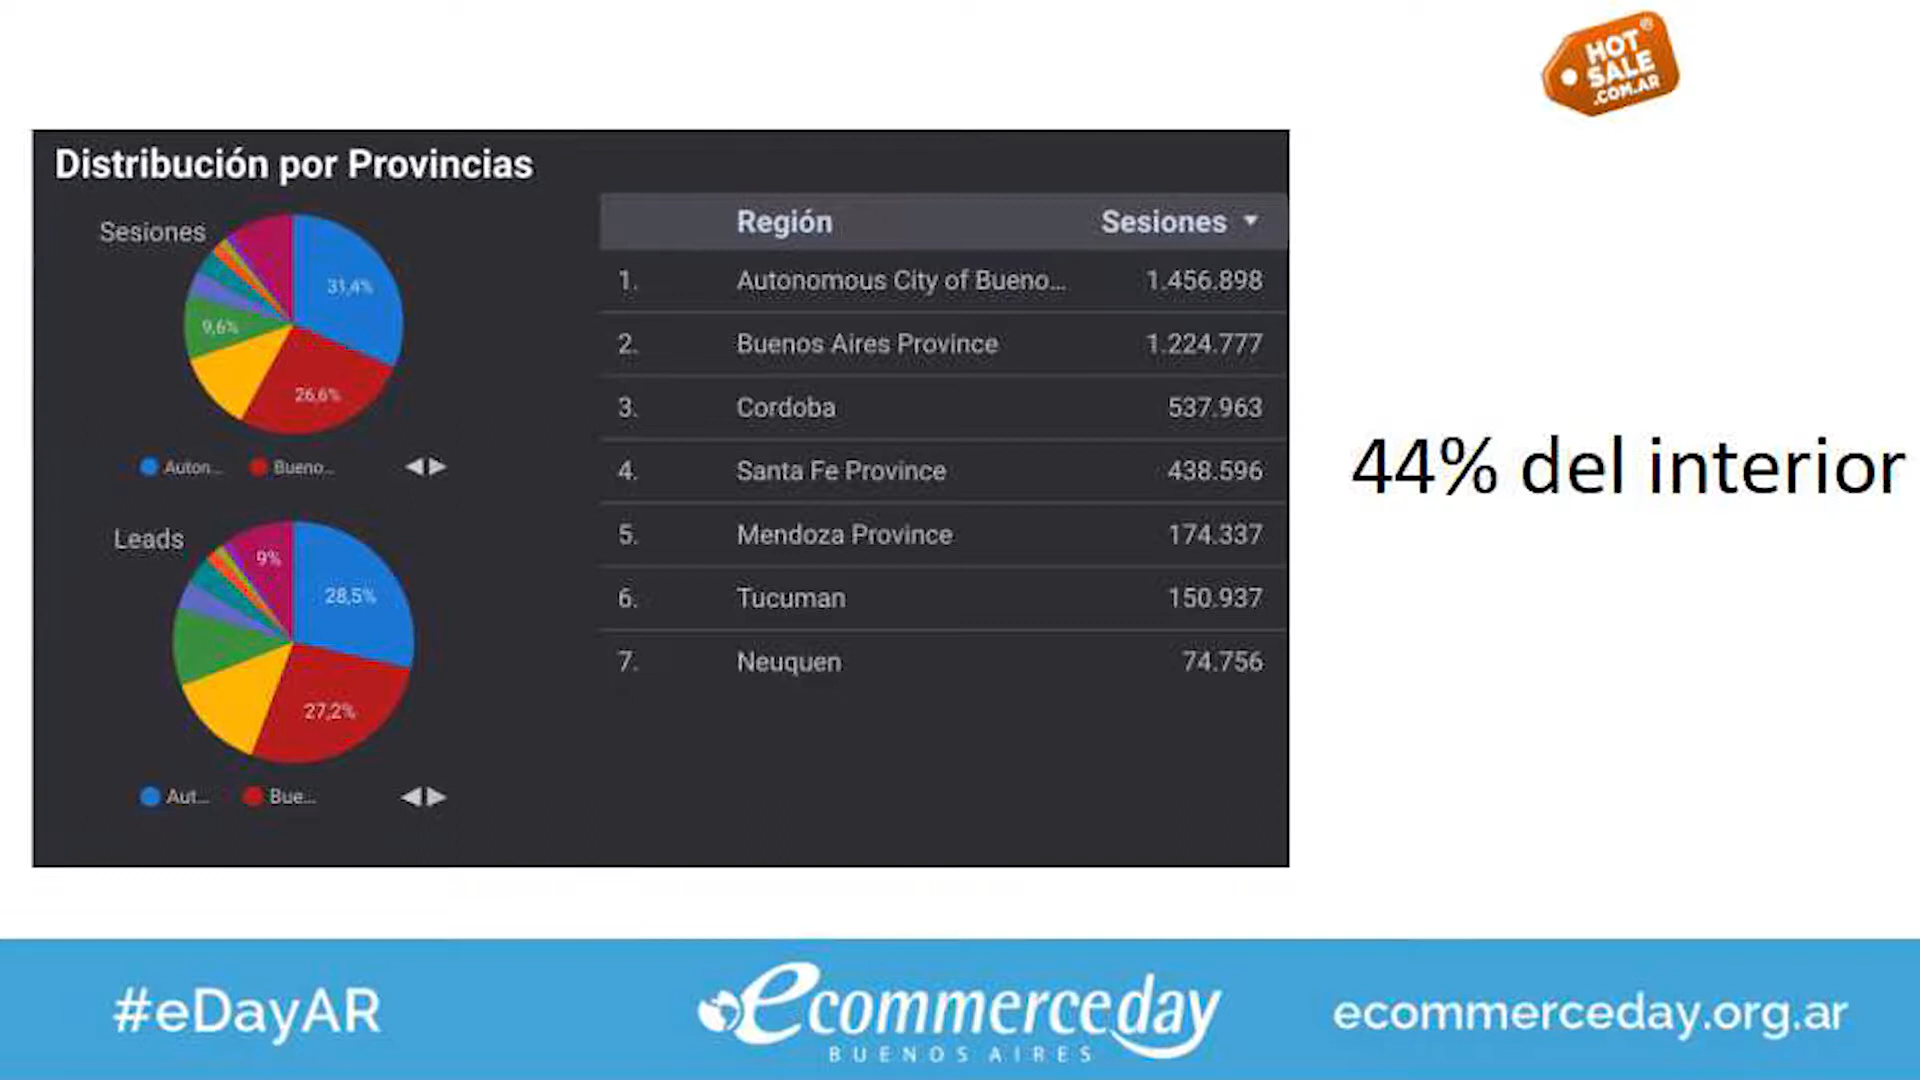 HOT®
SALE
.COM.AR
Distribución por Provincias
Sesiones
31,4%
9,6%
26,6%
Auton... Bueno...
Leads
9%
28,5%
27,2%
Aut... Bue...
Región Sesiones
1. Autonomous City of Bueno... 1.456.898
2. Buenos Aires Province 1.224.777
3. Cordoba 537.963
4. Santa Fe Province 438.596
5. Mendoza Province 174.337
6. Tucuman 150.937
7. Neuquen 74.756
44% del interior
#eDayAR
ecommerceday
BUENOS AIRES
ecommerceday.org.ar